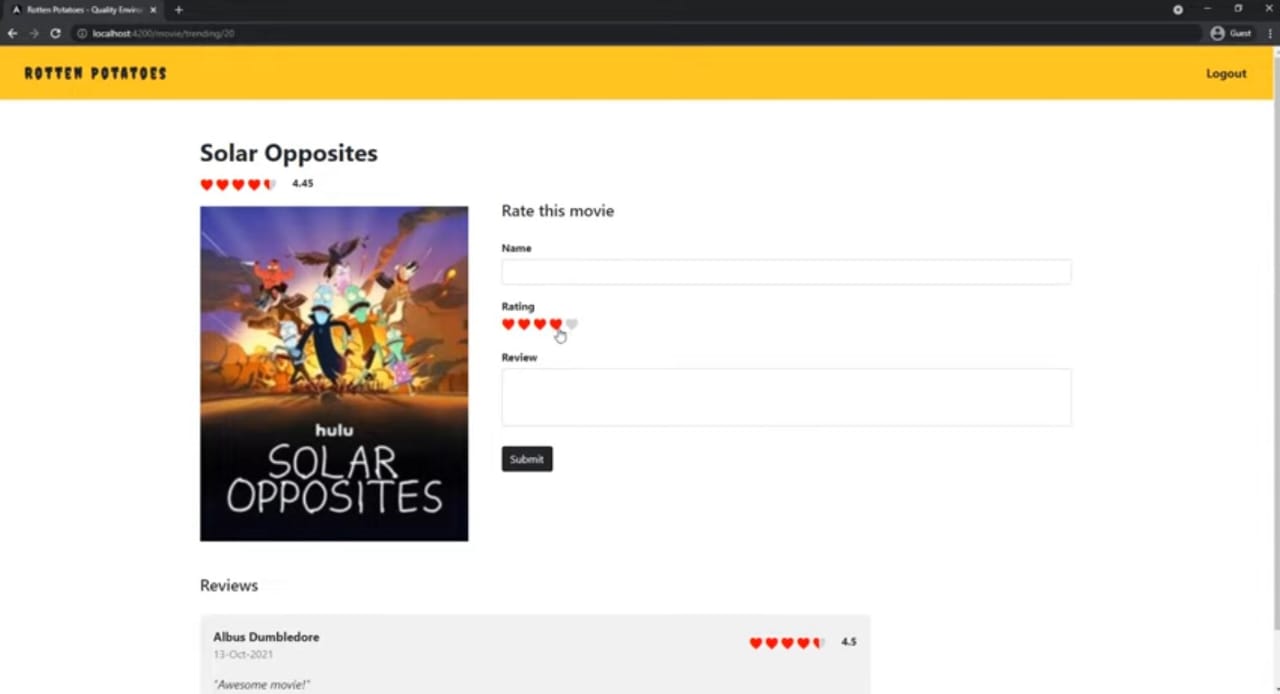 Rotten Potatoes - Quality Enviro
localhost:4200/movie/trending/20
Guest
ROTTEN POTATOES
Logout
Solar Opposites
4.45
Rate this movie
Name
Rating
Review
Submit
hulu
SOLAR
OPPOSITES
Reviews
Albus Dumbledore
4.5
13-Oct-2021
"Awesome movie!"